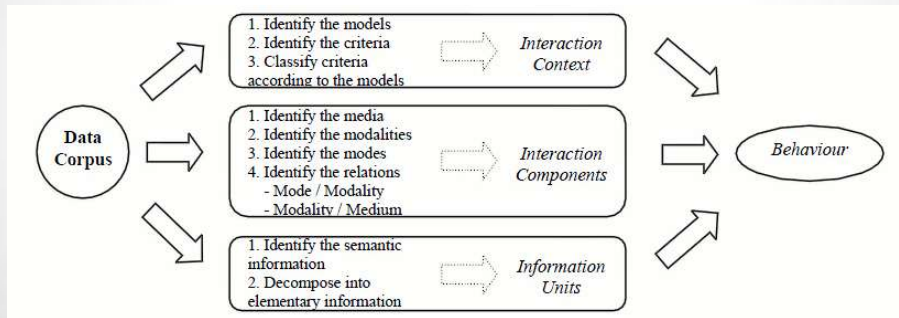 Data
Corpus
1. Identify the models
2. Identify the criteria
3. Classify criteria
according to the models
Interaction
Context
1. Identify the media
2. Identify the modalities
3. Identify the modes
4. Identify the relations
- Mode / Modality
- Modality / Medium
Interaction
Components
1. Identify the semantic
information
2. Decompose into
elementary information
Information
Units
Behaviour